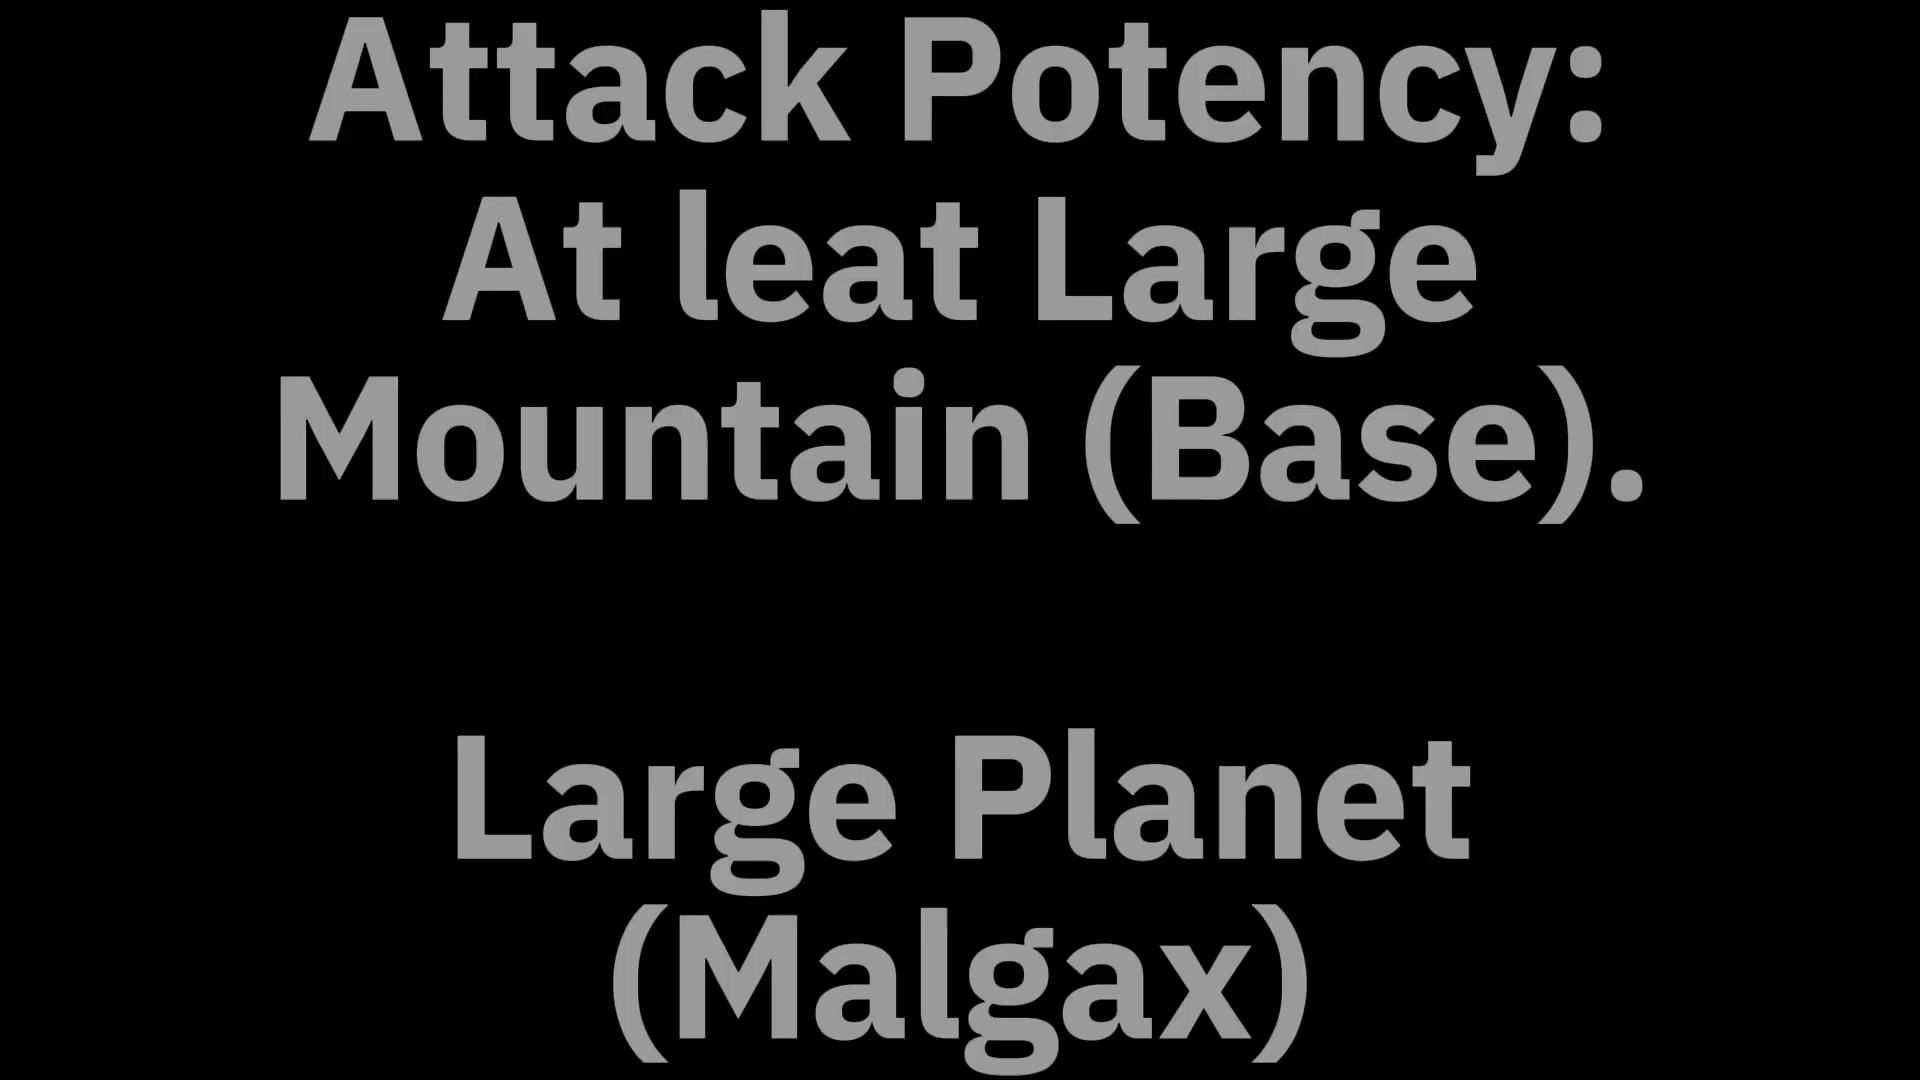 Attack Potency:
At leat Large
Mountain (Base).
Large Planet
(Malgax)